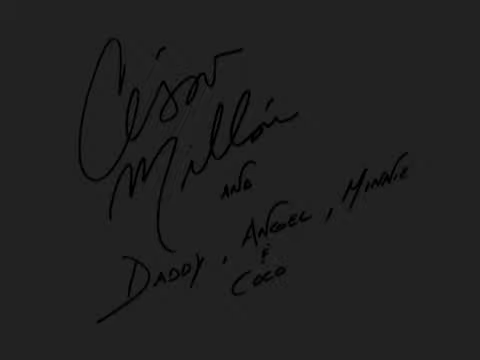 César
Millán
AND
DADDY, ANGEL, MINNIE
&
COCO